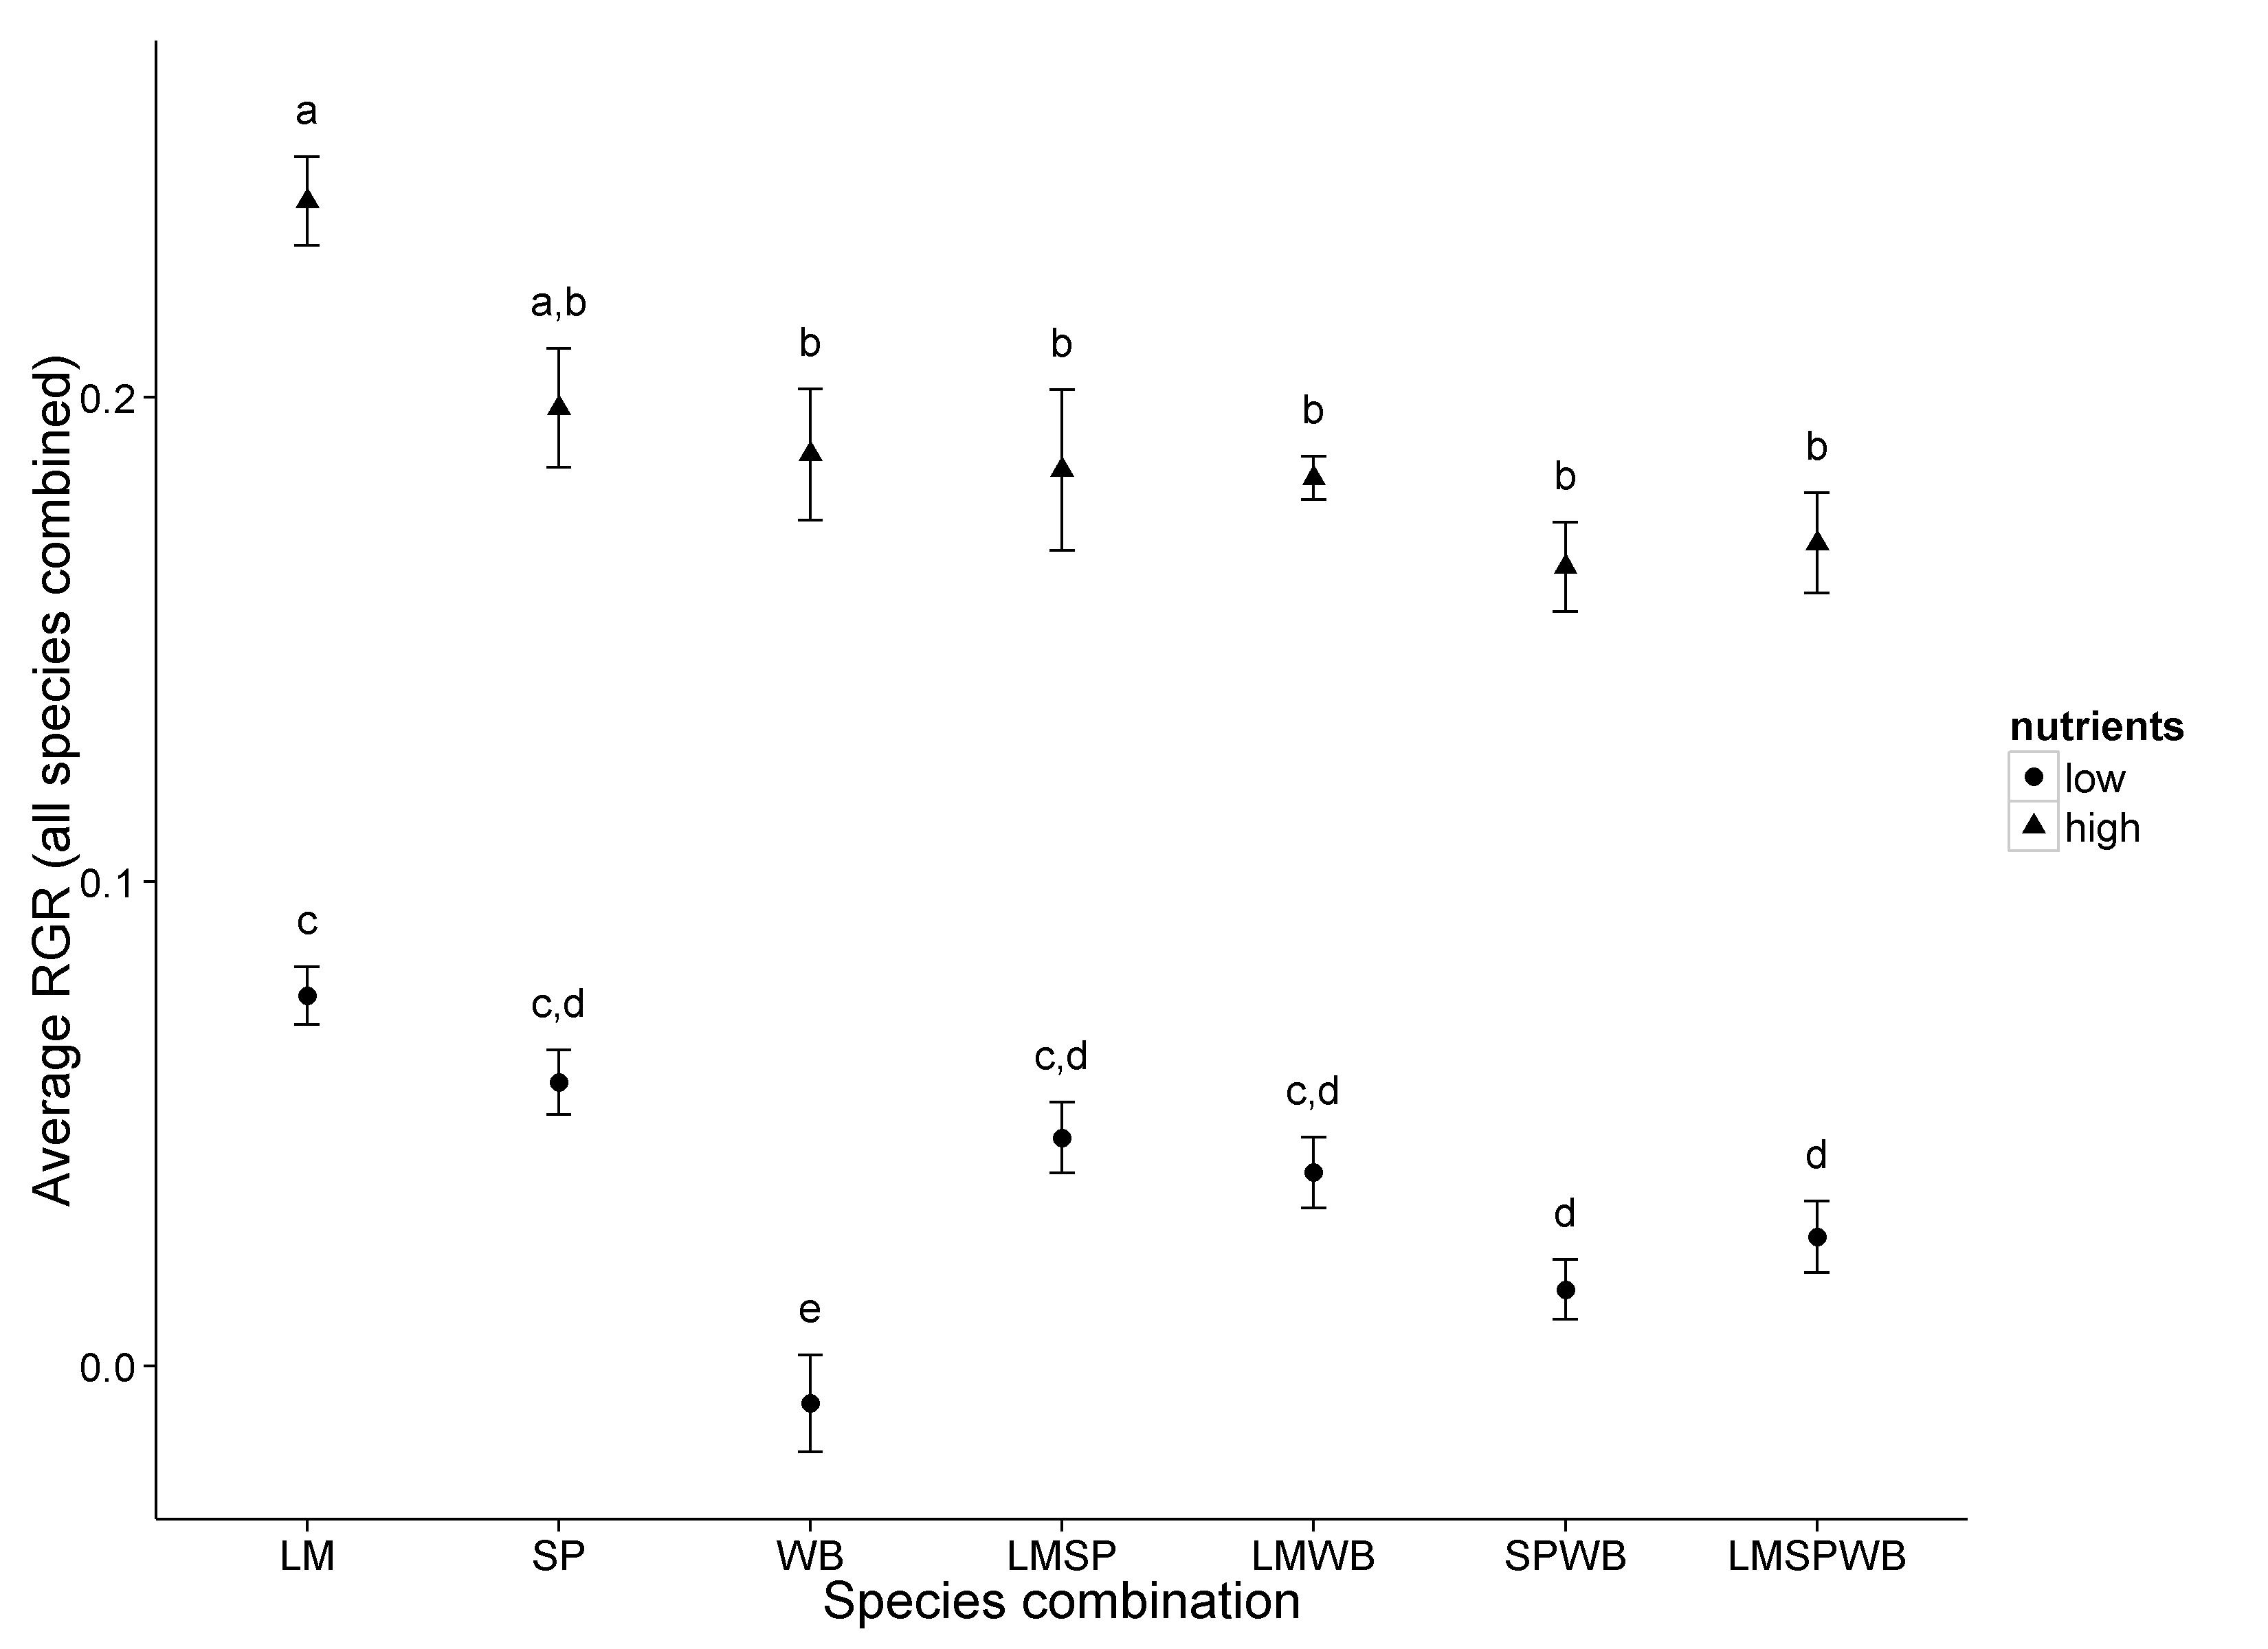 a
a,b
b
b
b
b
b
0.2
0.1
0.0
Average RGR (all species combined)
c
c,d
e
c,d
c,d
d
d
nutrients
low
high
LM SP WB LMSP LMWB SPWB LMSPWB
Species combination